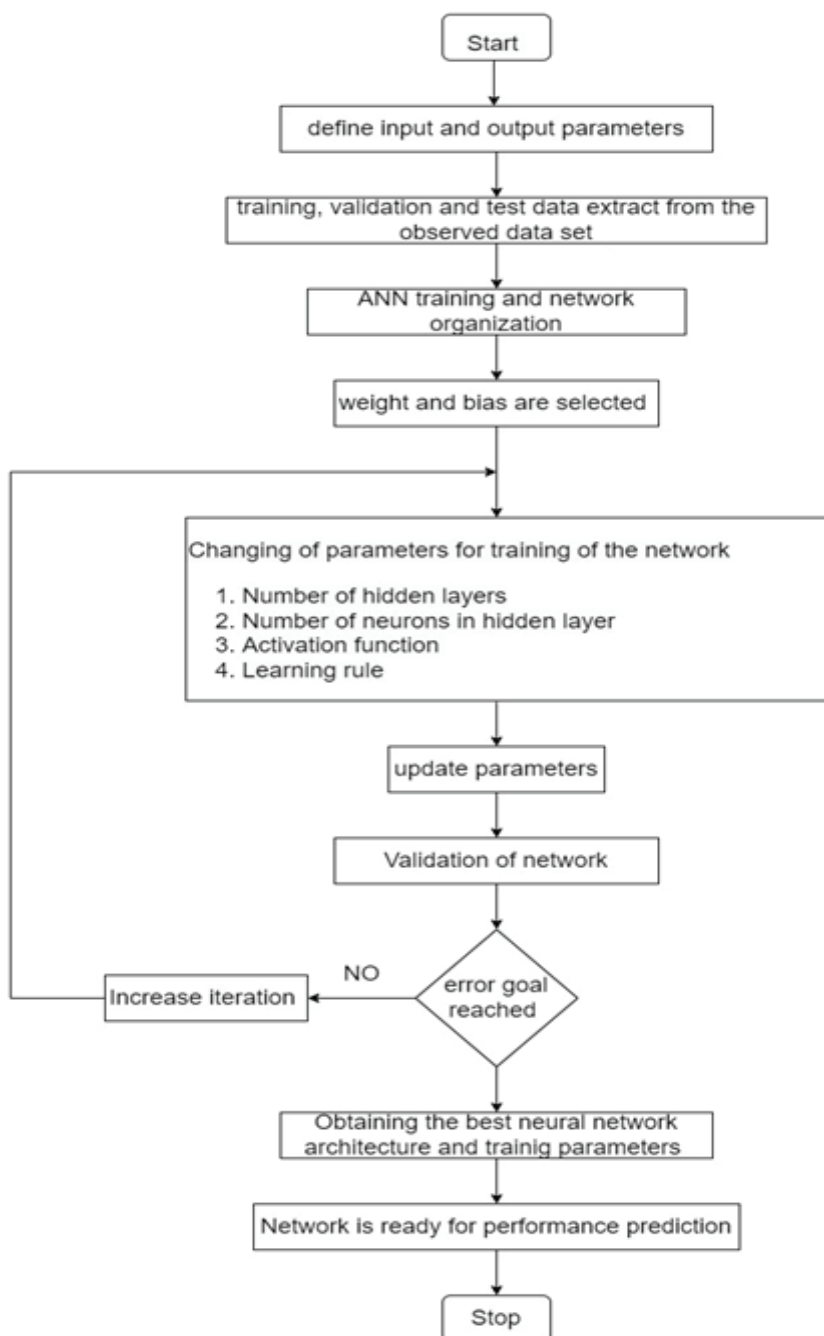 Start
define input and output parameters
training, validation and test data extract from the
observed data set
ANN training and network
organization
weight and bias are selected
Changing of parameters for training of the network
1. Number of hidden layers
2. Number of neurons in hidden layer
3. Activation function
4. Learning rule
update parameters
Validation of network
error goal
reached
NO
Increase iteration
Obtaining the best neural network
architecture and trainig parameters
Network is ready for performance prediction
Stop